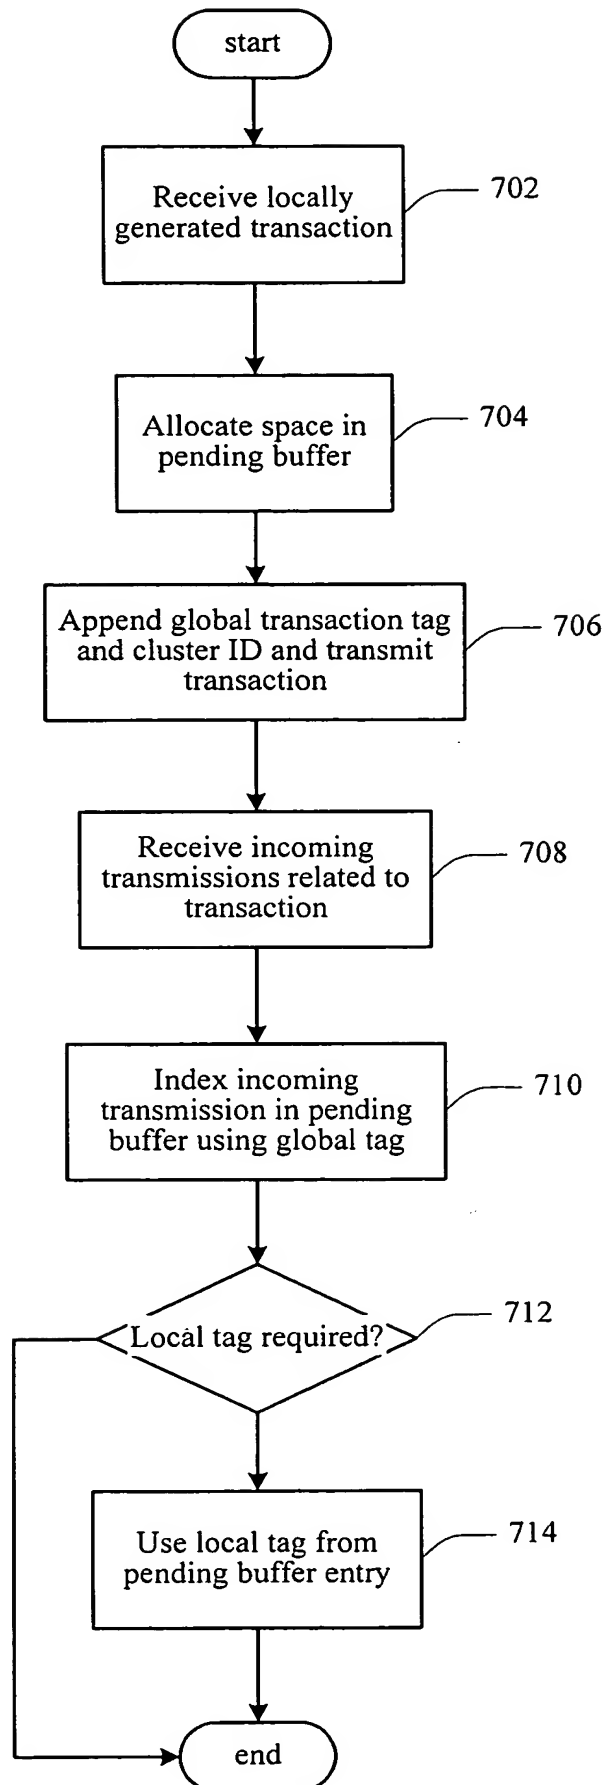 start
Receive locally
generated transaction
702
Allocate space in
pending buffer
704
Append global transaction tag
and cluster ID and transmit
transaction
706
Receive incoming
transmissions related to
transaction
708
Index incoming
transmission in pending
buffer using global tag
710
Local tag required?
712
Use local tag from
pending buffer entry
714
end